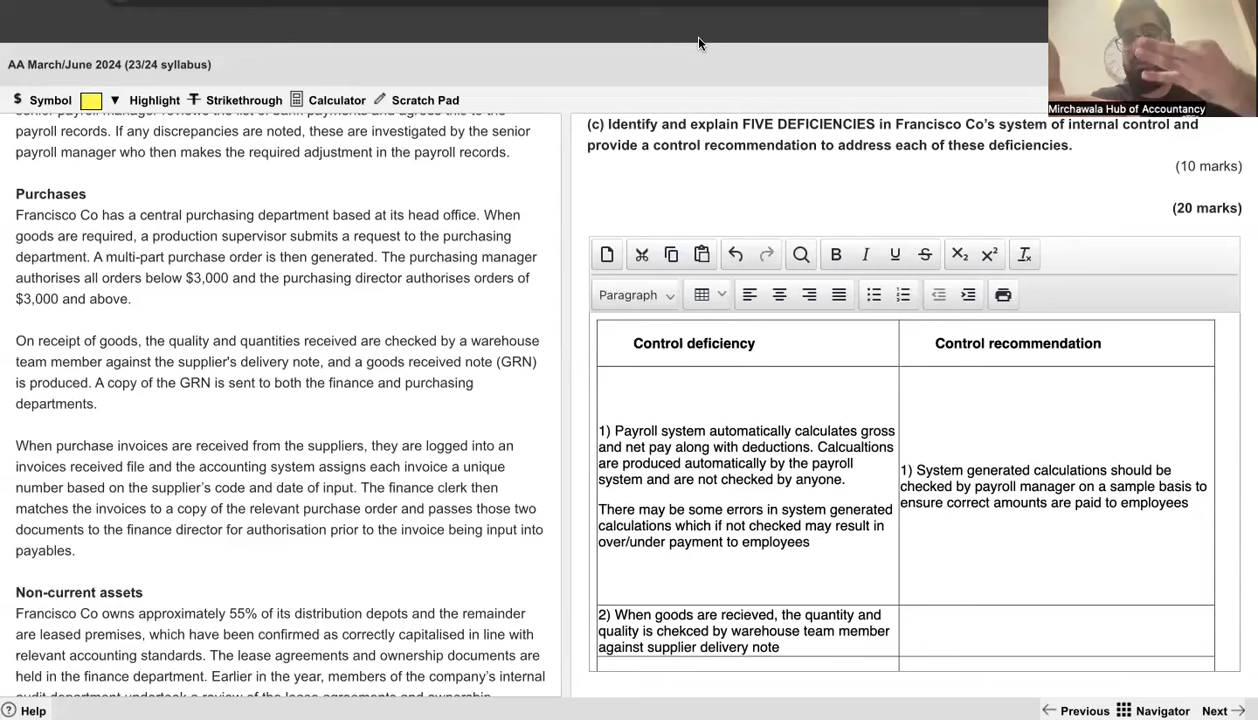 Mirchawala Hub of Accountancy
AA March/June 2024 (23/24 syllabus)
$ Symbol Highlight Strikethrough Calculator Scratch Pad
payroll records. If any discrepancies are noted, these are investigated by the senior
payroll manager who then makes the required adjustment in the payroll records.
Purchases
Francisco Co has a central purchasing department based at its head office. When
goods are required, a production supervisor submits a request to the purchasing
department. A multi-part purchase order is then generated. The purchasing manager
authorises all orders below $3,000 and the purchasing director authorises orders of
$3,000 and above.
On receipt of goods, the quality and quantities received are checked by a warehouse
team member against the supplier's delivery note, and a goods received note (GRN)
is produced. A copy of the GRN is sent to both the finance and purchasing
departments.
When purchase invoices are received from the suppliers, they are logged into an
invoices received file and the accounting system assigns each invoice a unique
number based on the supplier's code and date of input. The finance clerk then
matches the invoices to a copy of the relevant purchase order and passes those two
documents to the finance director for authorisation prior to the invoice being input into
payables.
Non-current assets
Francisco Co owns approximately 55% of its distribution depots and the remainder
are leased premises, which have been confirmed as correctly capitalised in line with
relevant accounting standards. The lease agreements and ownership documents are
held in the finance department. Earlier in the year, members of the company's internal
(c) Identify and explain FIVE DEFICIENCIES in Francisco Co's system of internal control and
provide a control recommendation to address each of these deficiencies.
(10 marks)
(20 marks)
B I U S X₂ X² Ix
Paragraph
Control deficiency
Control recommendation
1) Payroll system automatically calculates gross
and net pay along with deductions. Calcualtions
are produced automatically by the payroll
system and are not checked by anyone.
There may be some errors in system generated
calculations which if not checked may result in
over/under payment to employees
1) System generated calculations should be
checked by payroll manager on a sample basis to
ensure correct amounts are paid to employees
2) When goods are recieved, the quantity and
quality is chekced by warehouse team member
against supplier delivery note
Help
Previous Navigator Next